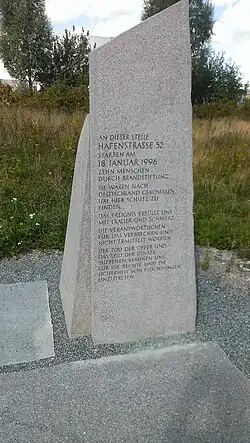 AN DIESER STELLE
HAFENSTRASSE 52
STARBEN AM
18. JANUAR 1996
ZEHN MENSCHEN
DURCH BRANDSTIFTUNG.
SIE WAREN NACH
DEUTSCHLAND GEKOMMEN,
UM HIER SCHUTZ ZU
FINDEN.
DAS EREIGNIS ERFÜLLT UNS
MIT TRAUER UND SCHMERZ.
DIE VERANTWORTLICHEN
FÜR DAS VERBRECHEN SIND
NICHT ERMITTELT WORDEN.
DER TOD DER OPFER UND
DAS LEID DER HINTER-
BLIEBENEN MAHNEN UNS,
FÜR DIE RECHTE UND DIE
SICHERHEIT VON FLÜCHTLINGEN
EINZUTRETEN.